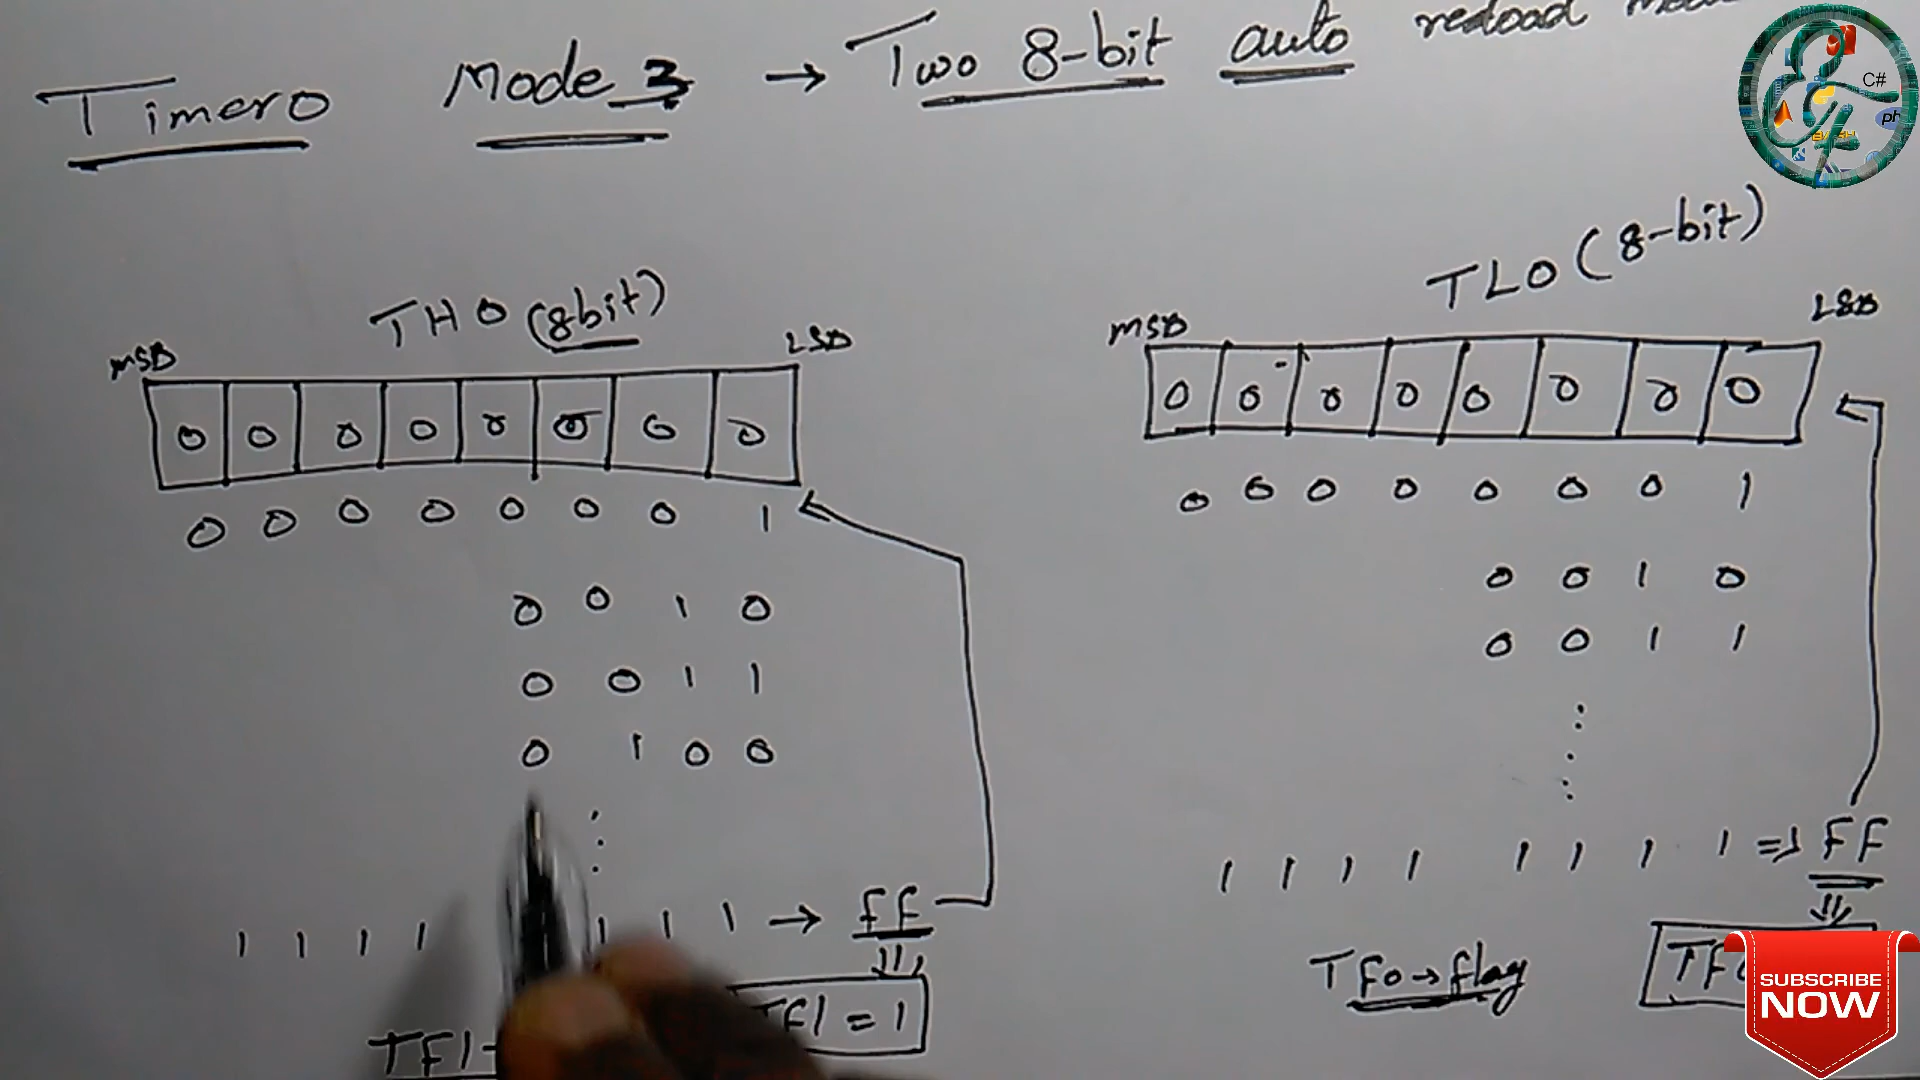 Timer0 Mode 3 → Two 8-bit auto reload
C#
ph
TH0 (8bit)
MSB LSB
0 0 0 0 0 0 0 0
0 0 0 0 0 0 0 1
0 0 1 0
0 0 1 1
0 1 0 0
1 1 1 1 1 1 1 → FF
TF1 = 1
TF1
TL0 (8-bit)
MSB LSB
0 0 0 0 0 0 0 0
0 0 0 0 0 0 0 1
0 0 1 0
0 0 1 1
1 1 1 1 1 1 1 1 => FF
TF0 → flag
SUBSCRIBE
NOW